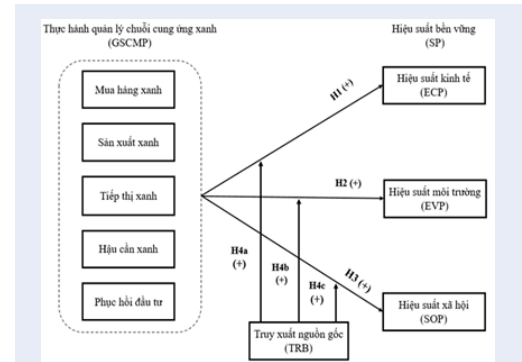 Thực hành quản lý chuỗi cung ứng xanh
(GSCMP)
Hiệu suất bền vững
(SP)
Mua hàng xanh
Sản xuất xanh
Tiếp thị xanh
Hậu cần xanh
Phục hồi đầu tư
H1 (+)
H2 (+)
H3 (+)
H4a
(+)
H4b
(+)
H4c
(+)
Hiệu suất kinh tế
(ECP)
Hiệu suất môi trường
(EVP)
Hiệu suất xã hội
(SOP)
Truy xuất nguồn gốc
(TRB)